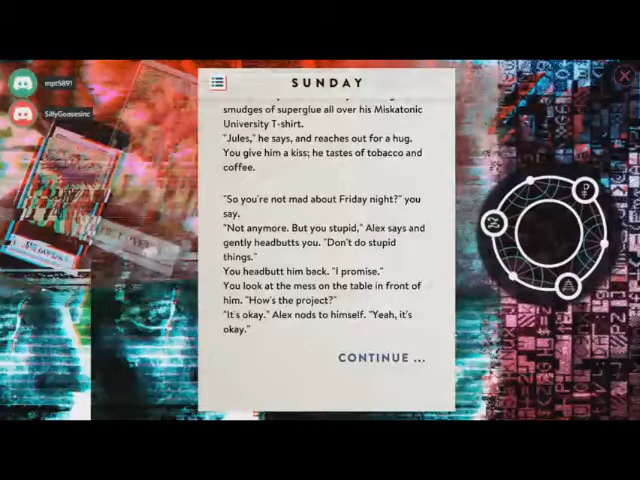 mpt5891
SillyGoosesinc
SUNDAY
smudges of superglue all over his Miskatonic
University T-shirt.
"Jules," he says, and reaches out for a hug.
You give him a kiss; he tastes of tobacco and
coffee.
"So you're not mad about Friday night?" you
say.
"Not anymore. But you stupid," Alex says and
gently headbutts you. "Don't do stupid
things."
You headbutt him back. "I promise."
You look at the mess on the table in front of
him. "How's the project?"
"It's okay." Alex nods to himself. "Yeah, it's
okay."
CONTINUE ...